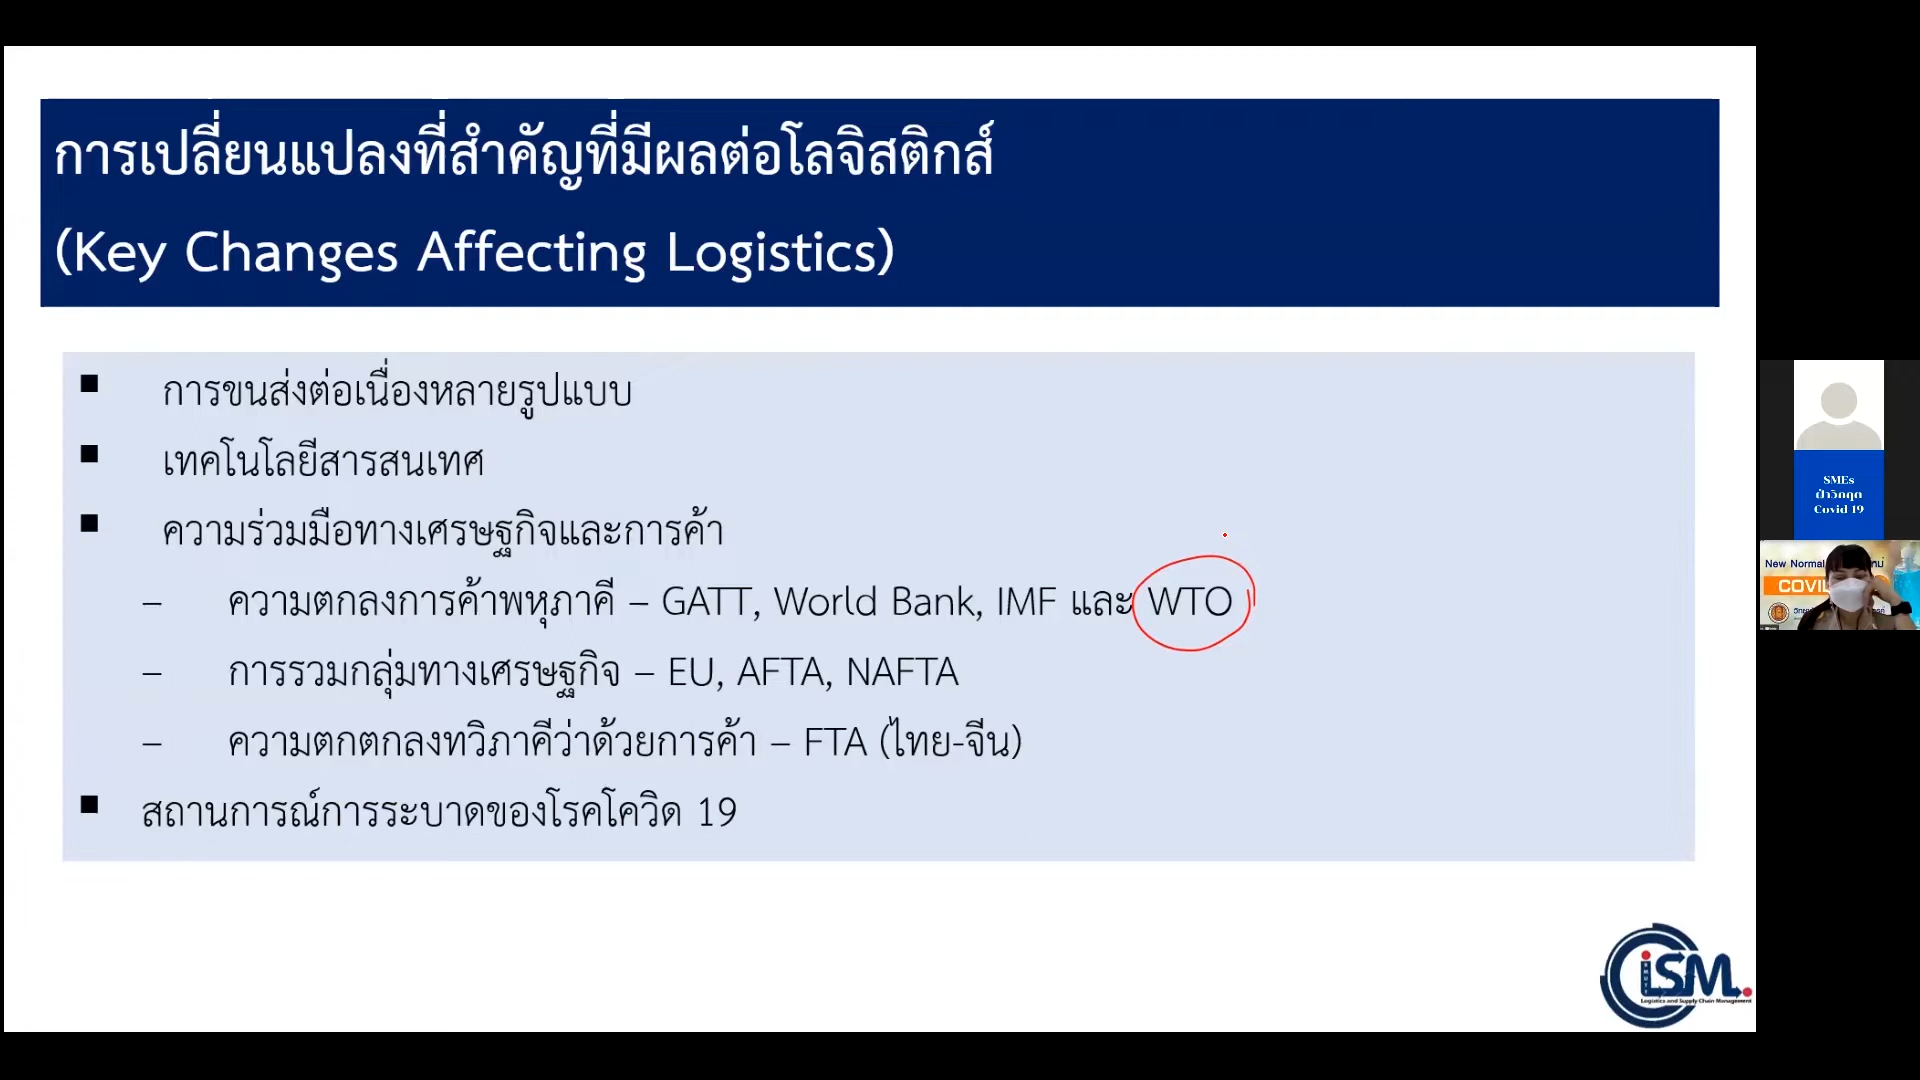 การเปลี่ยนแปลงที่สำคัญที่มีผลต่อโลจิสติกส์
(Key Changes Affecting Logistics)
▪ การขนส่งต่อเนื่องหลายรูปแบบ
▪ เทคโนโลยีสารสนเทศ
▪ ความร่วมมือทางเศรษฐกิจและการค้า
– ความตกลงการค้าพหุภาคี – GATT, World Bank, IMF และ WTO
– การรวมกลุ่มทางเศรษฐกิจ – EU, AFTA, NAFTA
– ความตกตกลงทวิภาคีว่าด้วยการค้า – FTA (ไทย-จีน)
▪ สถานการณ์การระบาดของโรคโควิด 19
SMEs
ฝ่าวิกฤต
Covid 19
New Normal
COVI
iSM.
Logistics and Supply Chain Management